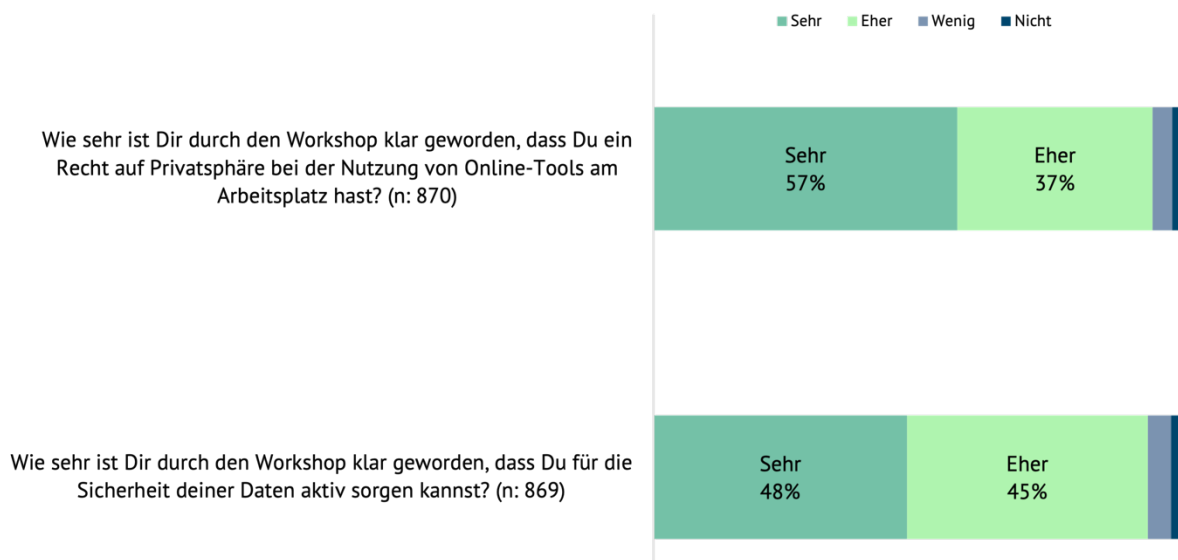 Sehr Eher Wenig Nicht
Wie sehr ist Dir durch den Workshop klar geworden, dass Du ein
Recht auf Privatsphäre bei der Nutzung von Online-Tools am
Arbeitsplatz hast? (n: 870)
Sehr
57%
Eher
37%
Wie sehr ist Dir durch den Workshop klar geworden, dass Du für die
Sicherheit deiner Daten aktiv sorgen kannst? (n: 869)
Sehr
48%
Eher
45%